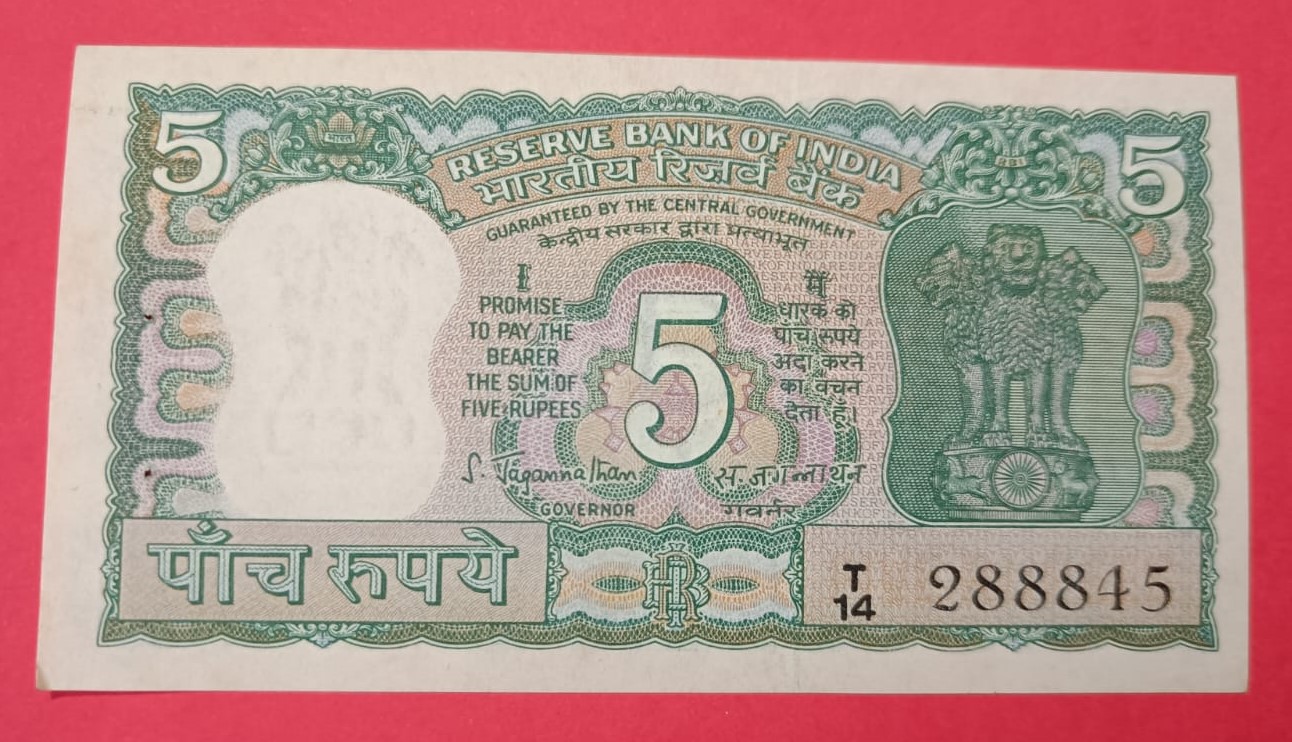 5
5
RESERVE BANK OF INDIA
भारतीय रिज़र्व बैंक
GUARANTEED BY THE CENTRAL GOVERNMENT
केन्द्रीय सरकार द्वारा प्रत्याभूत
I
PROMISE
TO PAY THE
BEARER
THE SUM OF
FIVE RUPEES
5
मैं
धारक को
पांच रुपये
अदा करने
का वचन
देता हूं।
S. Jagannathan
GOVERNOR
स. जगन्नाथन
गवर्नर
पाँच रुपये
T
14
288845